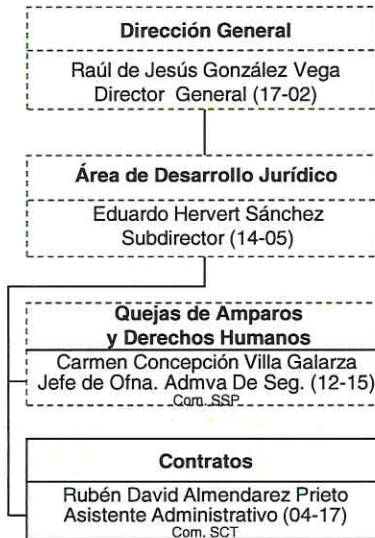 Dirección General
Raúl de Jesús González Vega
Director General (17-02)
Área de Desarrollo Jurídico
Eduardo Hervert Sánchez
Subdirector (14-05)
Quejas de Amparos
y Derechos Humanos
Carmen Concepción Villa Galarza
Jefe de Ofna. Admva De Seg. (12-15)
Com. SSP
Contratos
Rubén David Almendarez Prieto
Asistente Administrativo (04-17)
Com. SCT